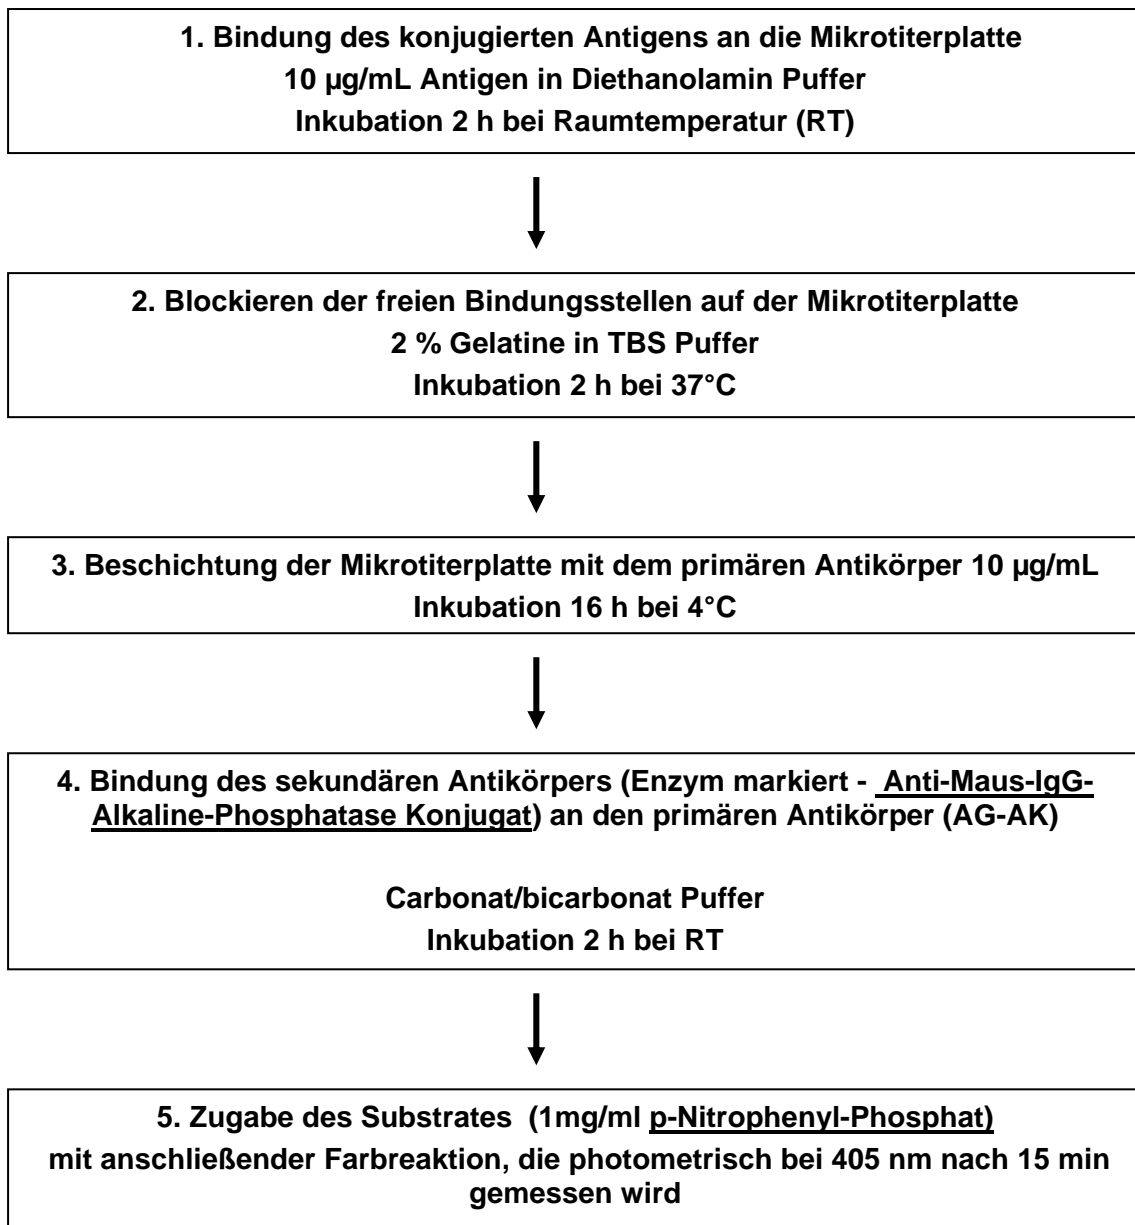 1. Bindung des konjugierten Antigens an die Mikrotiterplatte
10 µg/mL Antigen in Diethanolamin Puffer
Inkubation 2 h bei Raumtemperatur (RT)
2. Blockieren der freien Bindungsstellen auf der Mikrotiterplatte
2 % Gelatine in TBS Puffer
Inkubation 2 h bei 37°C
3. Beschichtung der Mikrotiterplatte mit dem primären Antikörper 10 µg/mL
Inkubation 16 h bei 4°C
4. Bindung des sekundären Antikörpers (Enzym markiert - Anti-Maus-IgG-
Alkaline-Phosphatase Konjugat) an den primären Antikörper (AG-AK)
Carbonat/bicarbonat Puffer
Inkubation 2 h bei RT
5. Zugabe des Substrates (1mg/ml p-Nitrophenyl-Phosphat)
mit anschließender Farbreaktion, die photometrisch bei 405 nm nach 15 min
gemessen wird